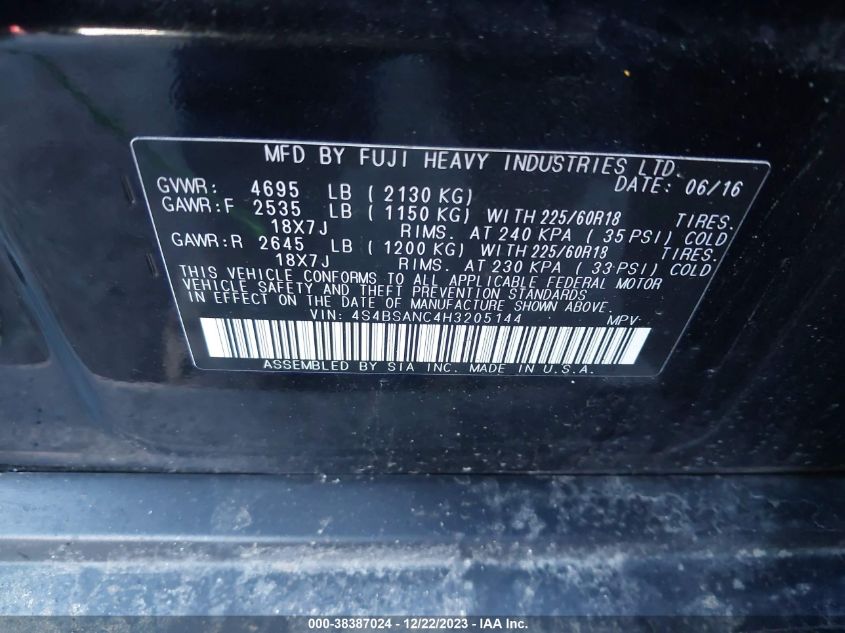 MFD BY FUJI HEAVY INDUSTRIES LTD.
DATE: 06/16
GVWR: 4695 LB ( 2130 KG)
GAWR:F 2535 LB ( 1150 KG) WITH 225/60R18 TIRES.
18X7J RIMS. AT 240 KPA ( 35 PSI) COLD
GAWR:R 2645 LB ( 1200 KG) WITH 225/60R18 TIRES.
18X7J RIMS. AT 230 KPA ( 33 PSI) COLD
THIS VEHICLE CONFORMS TO ALL APPLICABLE FEDERAL MOTOR
VEHICLE SAFETY AND THEFT PREVENTION STANDARDS
IN EFFECT ON THE DATE OF MANUFACTURE SHOWN ABOVE.
VIN: 4S4BSANC4H3205144 MPV
ASSEMBLED BY SIA INC. MADE IN U.S.A.
000-38387024 - 12/22/2023 - IAA Inc.